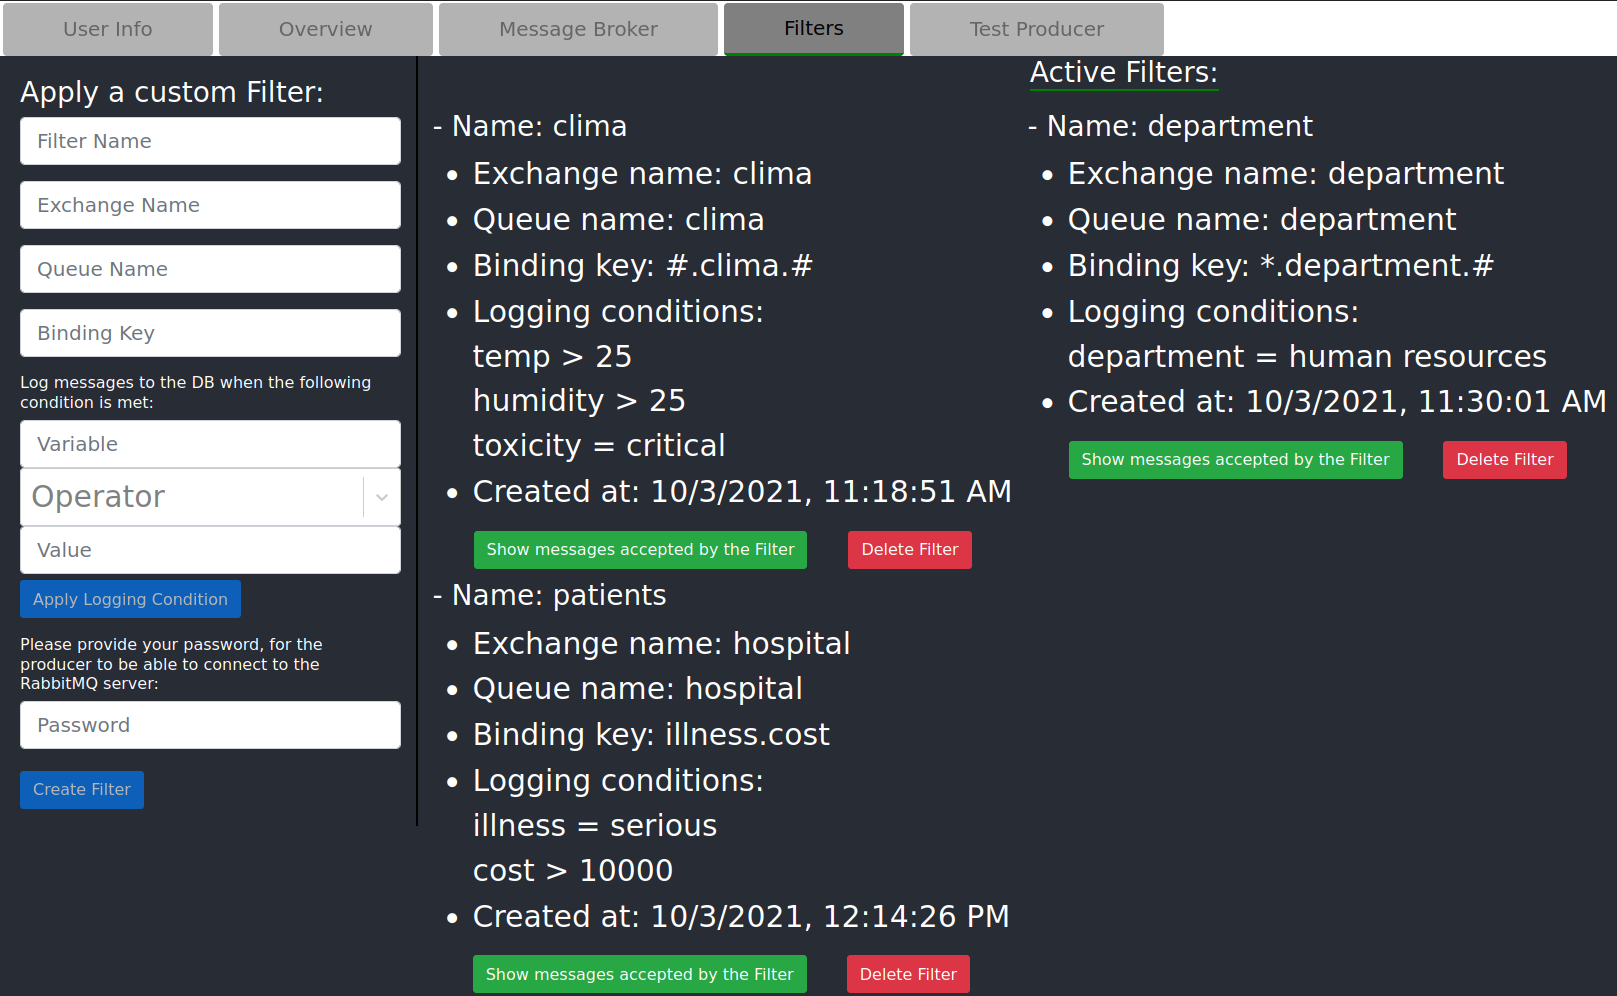 User Info
Overview
Message Broker
Filters
Test Producer
Apply a custom Filter:
Filter Name
Exchange Name
Queue Name
Binding Key
Log messages to the DB when the following
condition is met:
Variable
Operator
Value
Apply Logging Condition
Please provide your password, for the
producer to be able to connect to the
RabbitMQ server:
Password
Create Filter
Active Filters:
- Name: clima
• Exchange name: clima
• Queue name: clima
• Binding key: #.clima.#
• Logging conditions:
temp > 25
humidity > 25
toxicity = critical
• Created at: 10/3/2021, 11:18:51 AM
Show messages accepted by the Filter
Delete Filter
- Name: department
• Exchange name: department
• Queue name: department
• Binding key: *.department.#
• Logging conditions:
department = human resources
• Created at: 10/3/2021, 11:30:01 AM
Show messages accepted by the Filter
Delete Filter
- Name: patients
• Exchange name: hospital
• Queue name: hospital
• Binding key: illness.cost
• Logging conditions:
illness = serious
cost > 10000
• Created at: 10/3/2021, 12:14:26 PM
Show messages accepted by the Filter
Delete Filter